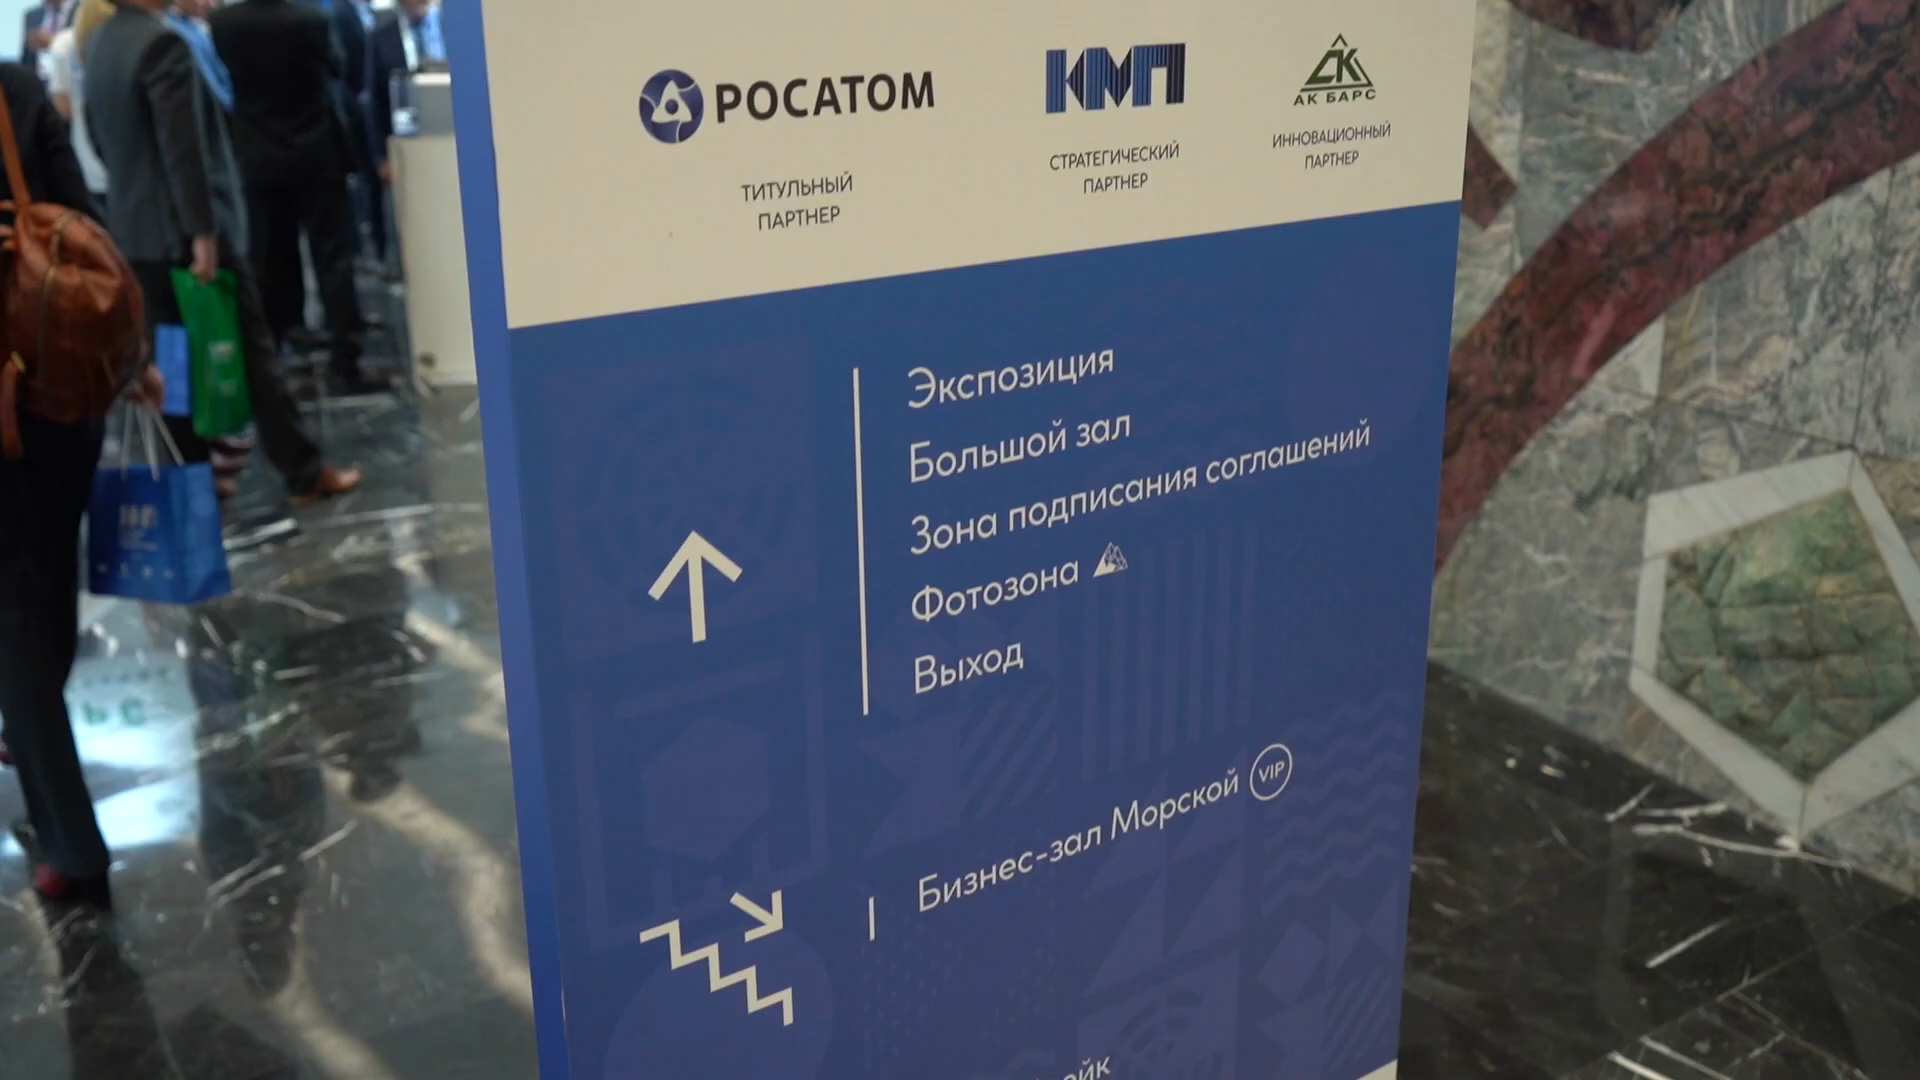 РОСАТОМ
ТИТУЛЬНЫЙ
ПАРТНЕР
КМП
СТРАТЕГИЧЕСКИЙ
ПАРТНЕР
АК БАРС
ИННОВАЦИОННЫЙ
ПАРТНЕР
Экспозиция
Большой зал
Зона подписания соглашений
Фотозона
Выход
Бизнес-зал Морской VIP